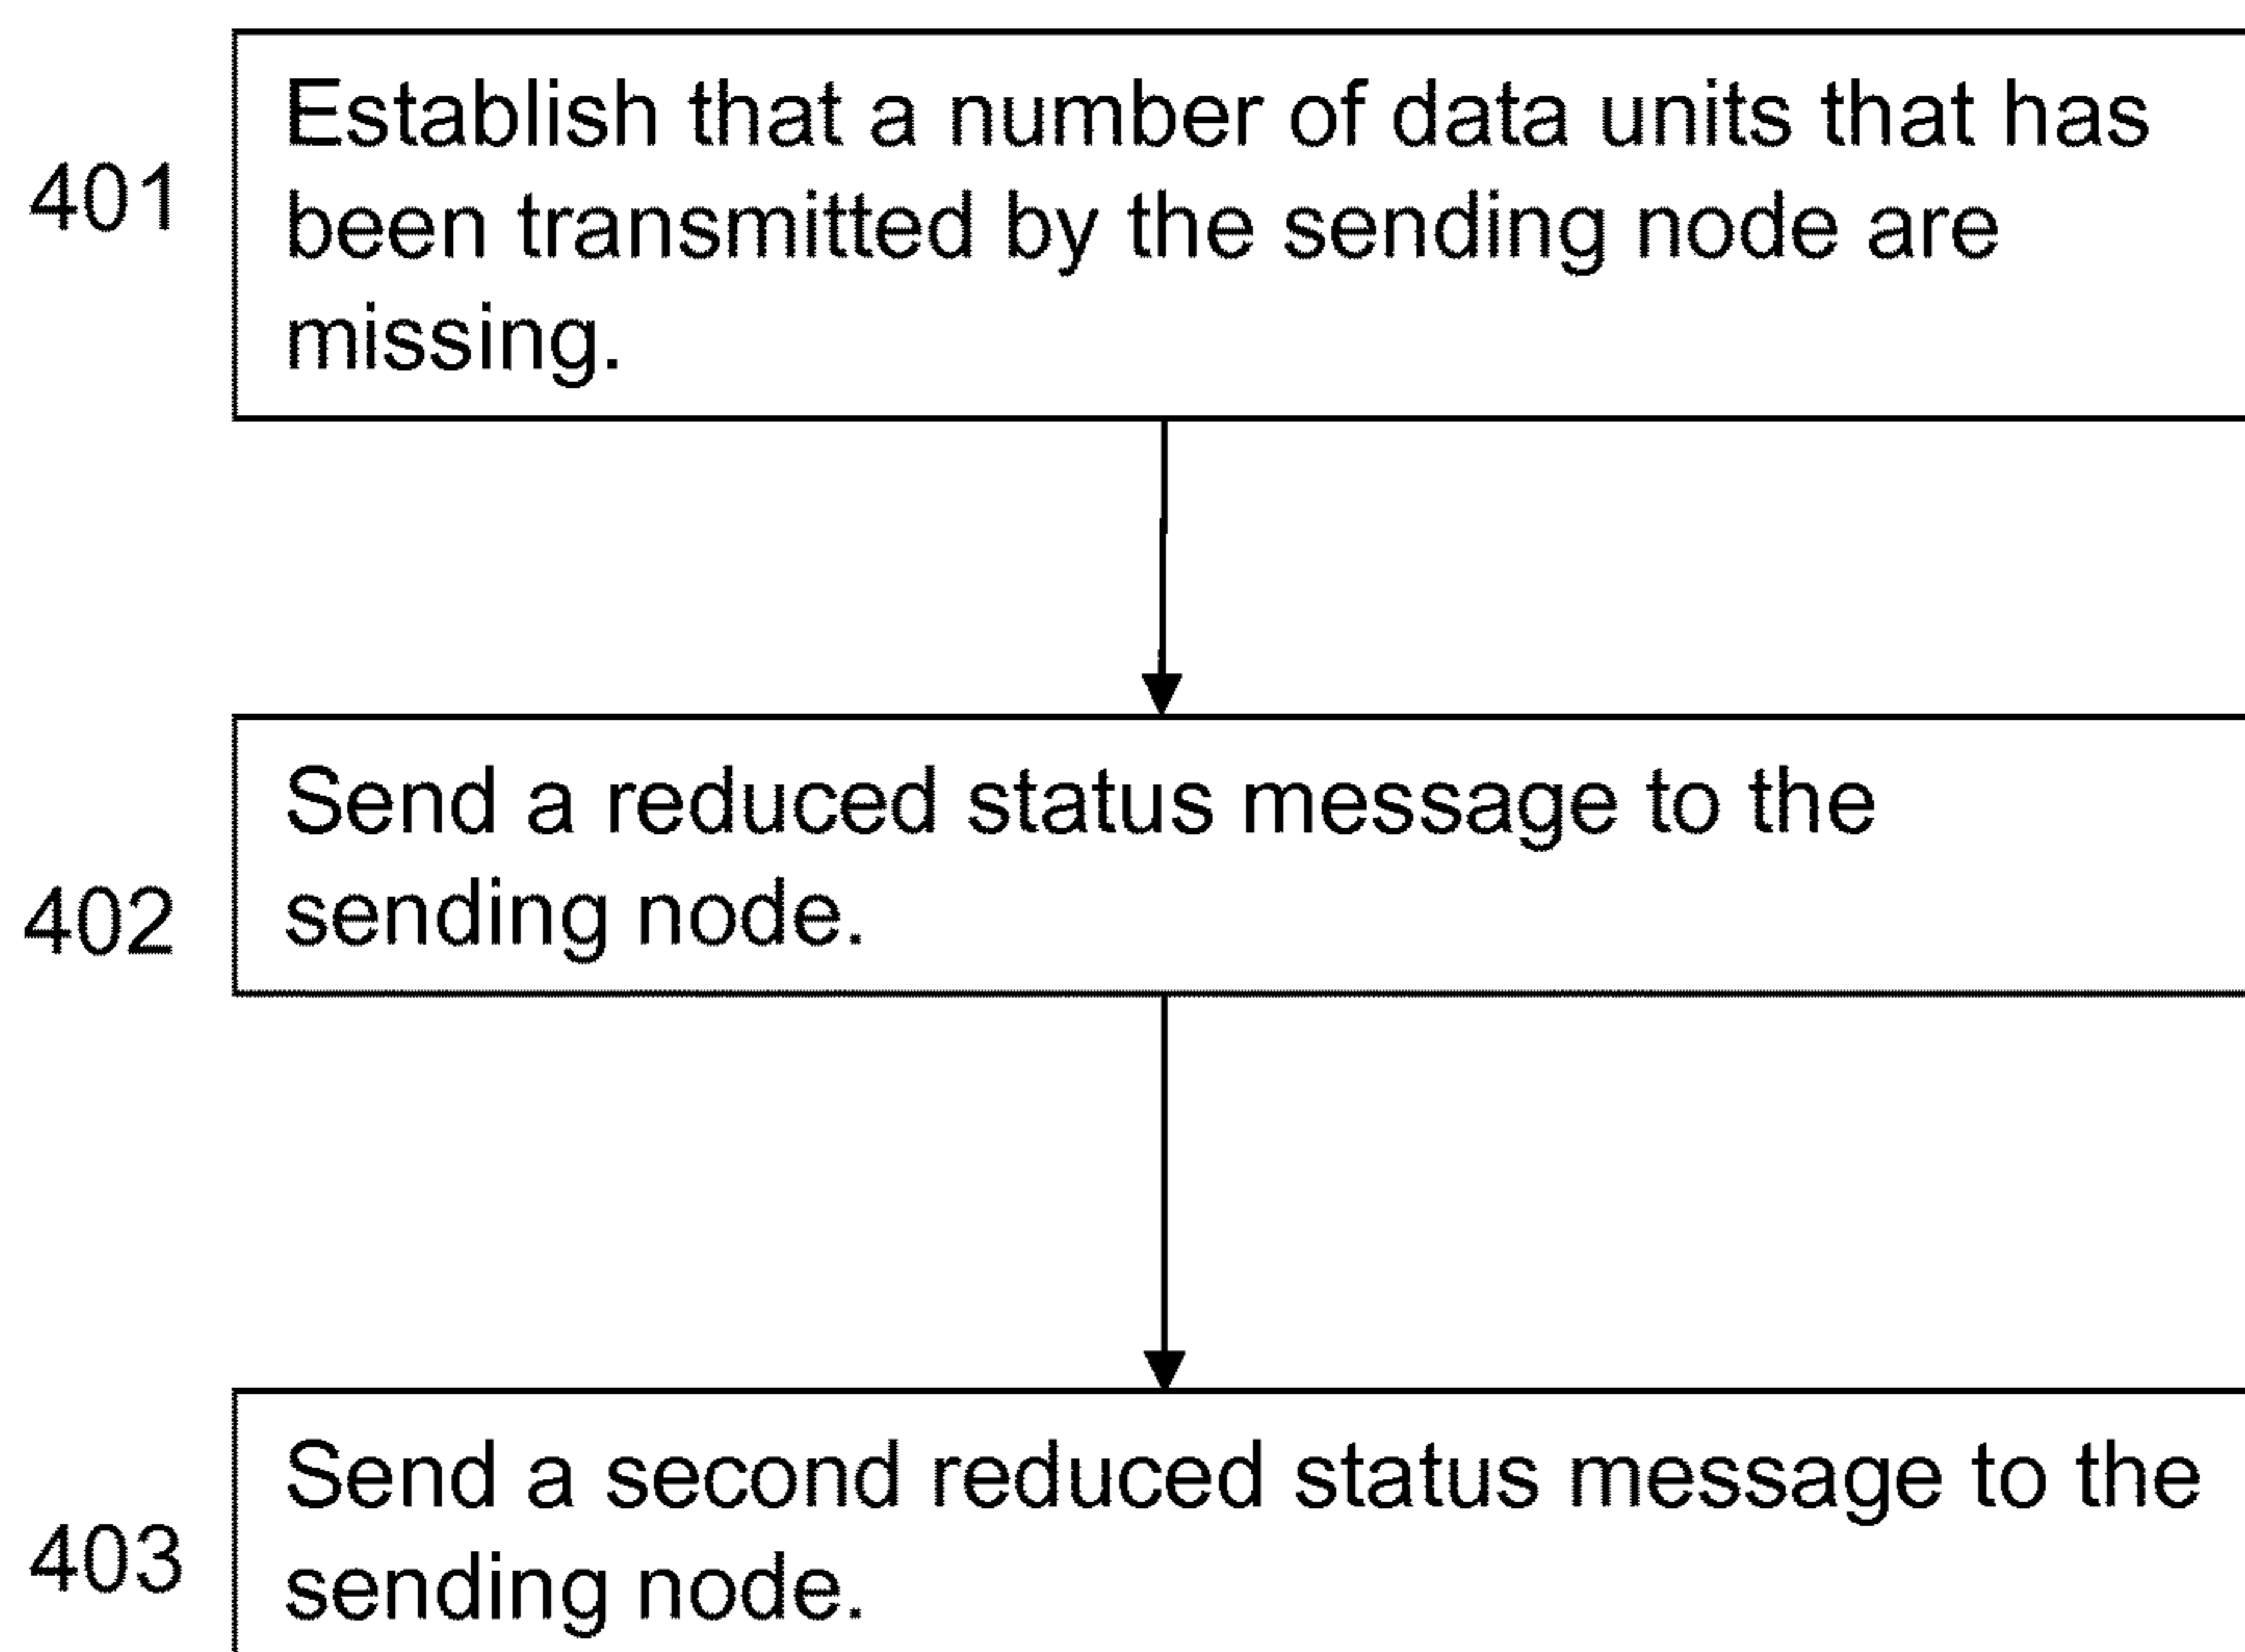 Establish that a number of data units that has
401
been transmitted by the sending node are
missing.
Send a reduced status message to the
402
sending node.
Send a second reduced status message to the
403
sending node.